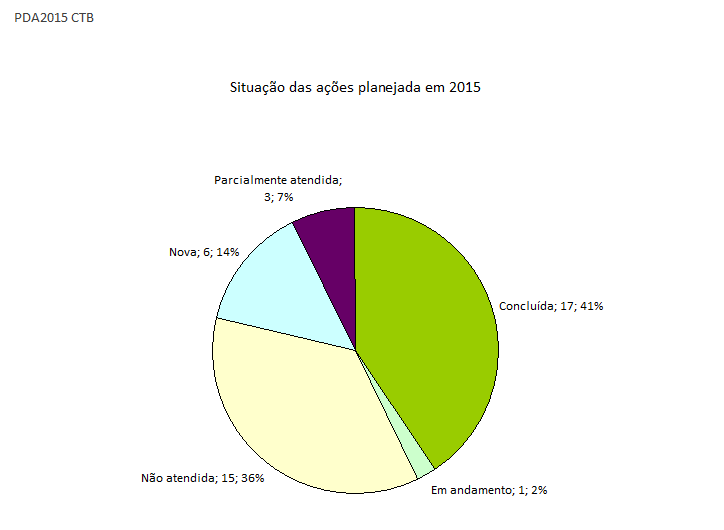 PDA2015 CTB
Situação das ações planejada em 2015
Parcialmente atendida;
3; 7%
Nova; 6; 14%
Concluída; 17; 41%
Não atendida; 15; 36%
Em andamento; 1; 2%